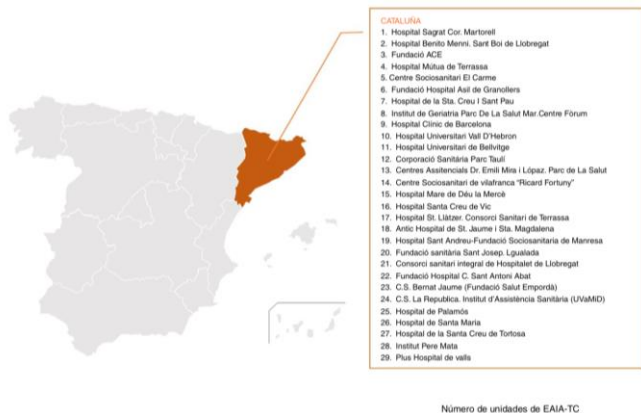 CATALUÑA
1. Hospital Sagrat Cor. Martorell
2. Hospital Benito Menni. Sant Boi de Llobregat
3. Fundació ACE
4. Hospital Mútua de Terrassa
5. Centre Sociosanitari El Carme
6. Fundació Hospital Asil de Granollers
7. Hospital de la Sta. Creu I Sant Pau
8. Institut de Geriatria Parc De La Salut Mar.Centre Fòrum
9. Hospital Clínic de Barcelona
10. Hospital Universitari Vall D'Hebron
11. Hospital Universitari de Bellvitge
12. Corporació Sanitària Parc Taulí
13. Centres Assitencials Dr. Emili Mira i Lópaz. Parc de La Salut
14. Centre Sociosanitari de vilafranca "Ricard Fortuny"
15. Hospital Mare de Déu la Mercè
16. Hospital Santa Creu de Vic
17. Hospital St. Llàtzer. Consorci Sanitari de Terrassa
18. Antic Hospital de St. Jaume i Sta. Magdalena
19. Hospital Sant Andreu-Fundació Sociosanitaria de Manresa
20. Fundació sanitària Sant Josep. Lgualada
21. Consorci sanitari integral de Hospitalet de Llobregat
22. Fundació Hospital C. Sant Antoni Abat
23. C.S. Bernat Jaume (Fundació Salut Empordà)
24. C.S. La Republica. Institut d'Assistència Sanitària (UVaMiD)
25. Hospital de Palamós
26. Hospital de Santa Maria
27. Hospital de la Santa Creu de Tortosa
28. Institut Pere Mata
29. Plus Hospital de valls
Número de unidades de EAIA-TC